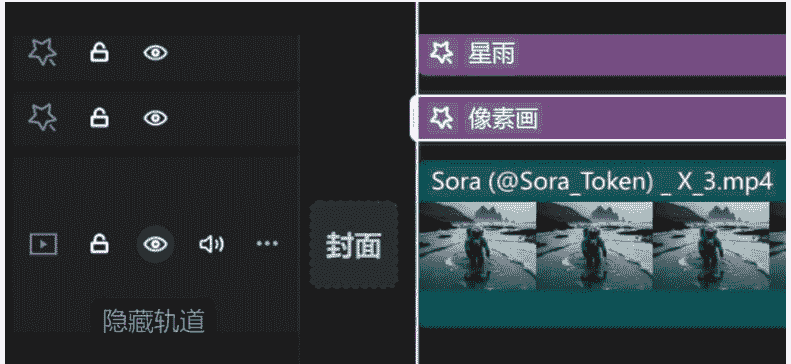 星雨
像素画
Sora (@Sora_Token) _ X_3.mp4
封面
隐藏轨道